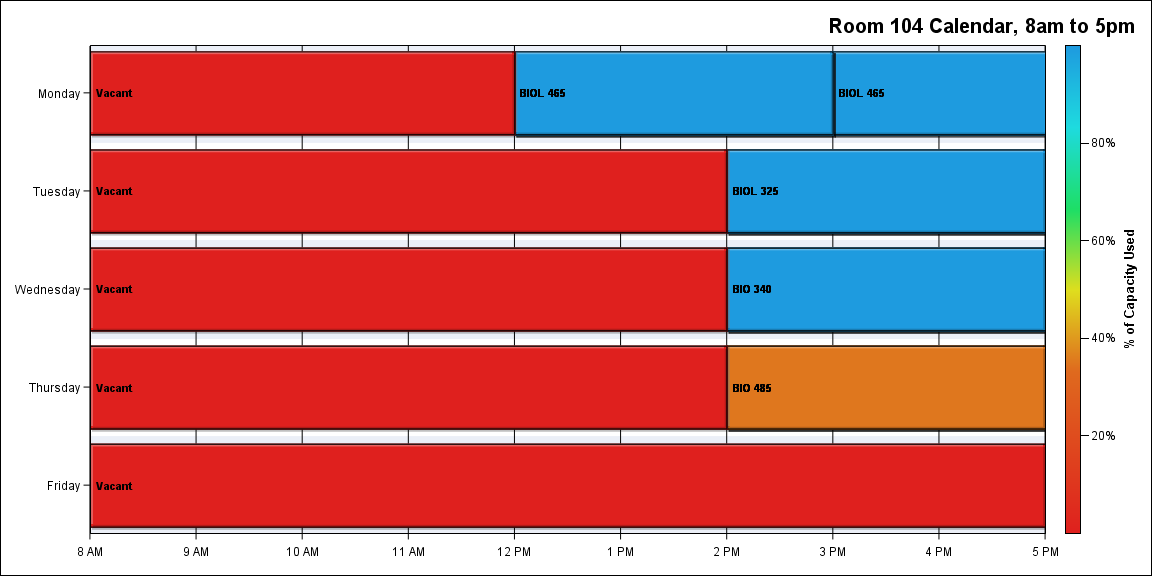 Room 104 Calendar, 8am to 5pm
Monday Vacant BIOL 465 BIOL 465
Tuesday Vacant BIOL 325
Wednesday Vacant BIO 340
Thursday Vacant BIO 485
Friday Vacant
8 AM 9 AM 10 AM 11 AM 12 PM 1 PM 2 PM 3 PM 4 PM 5 PM
80%
60%
40%
20%
% of Capacity Used